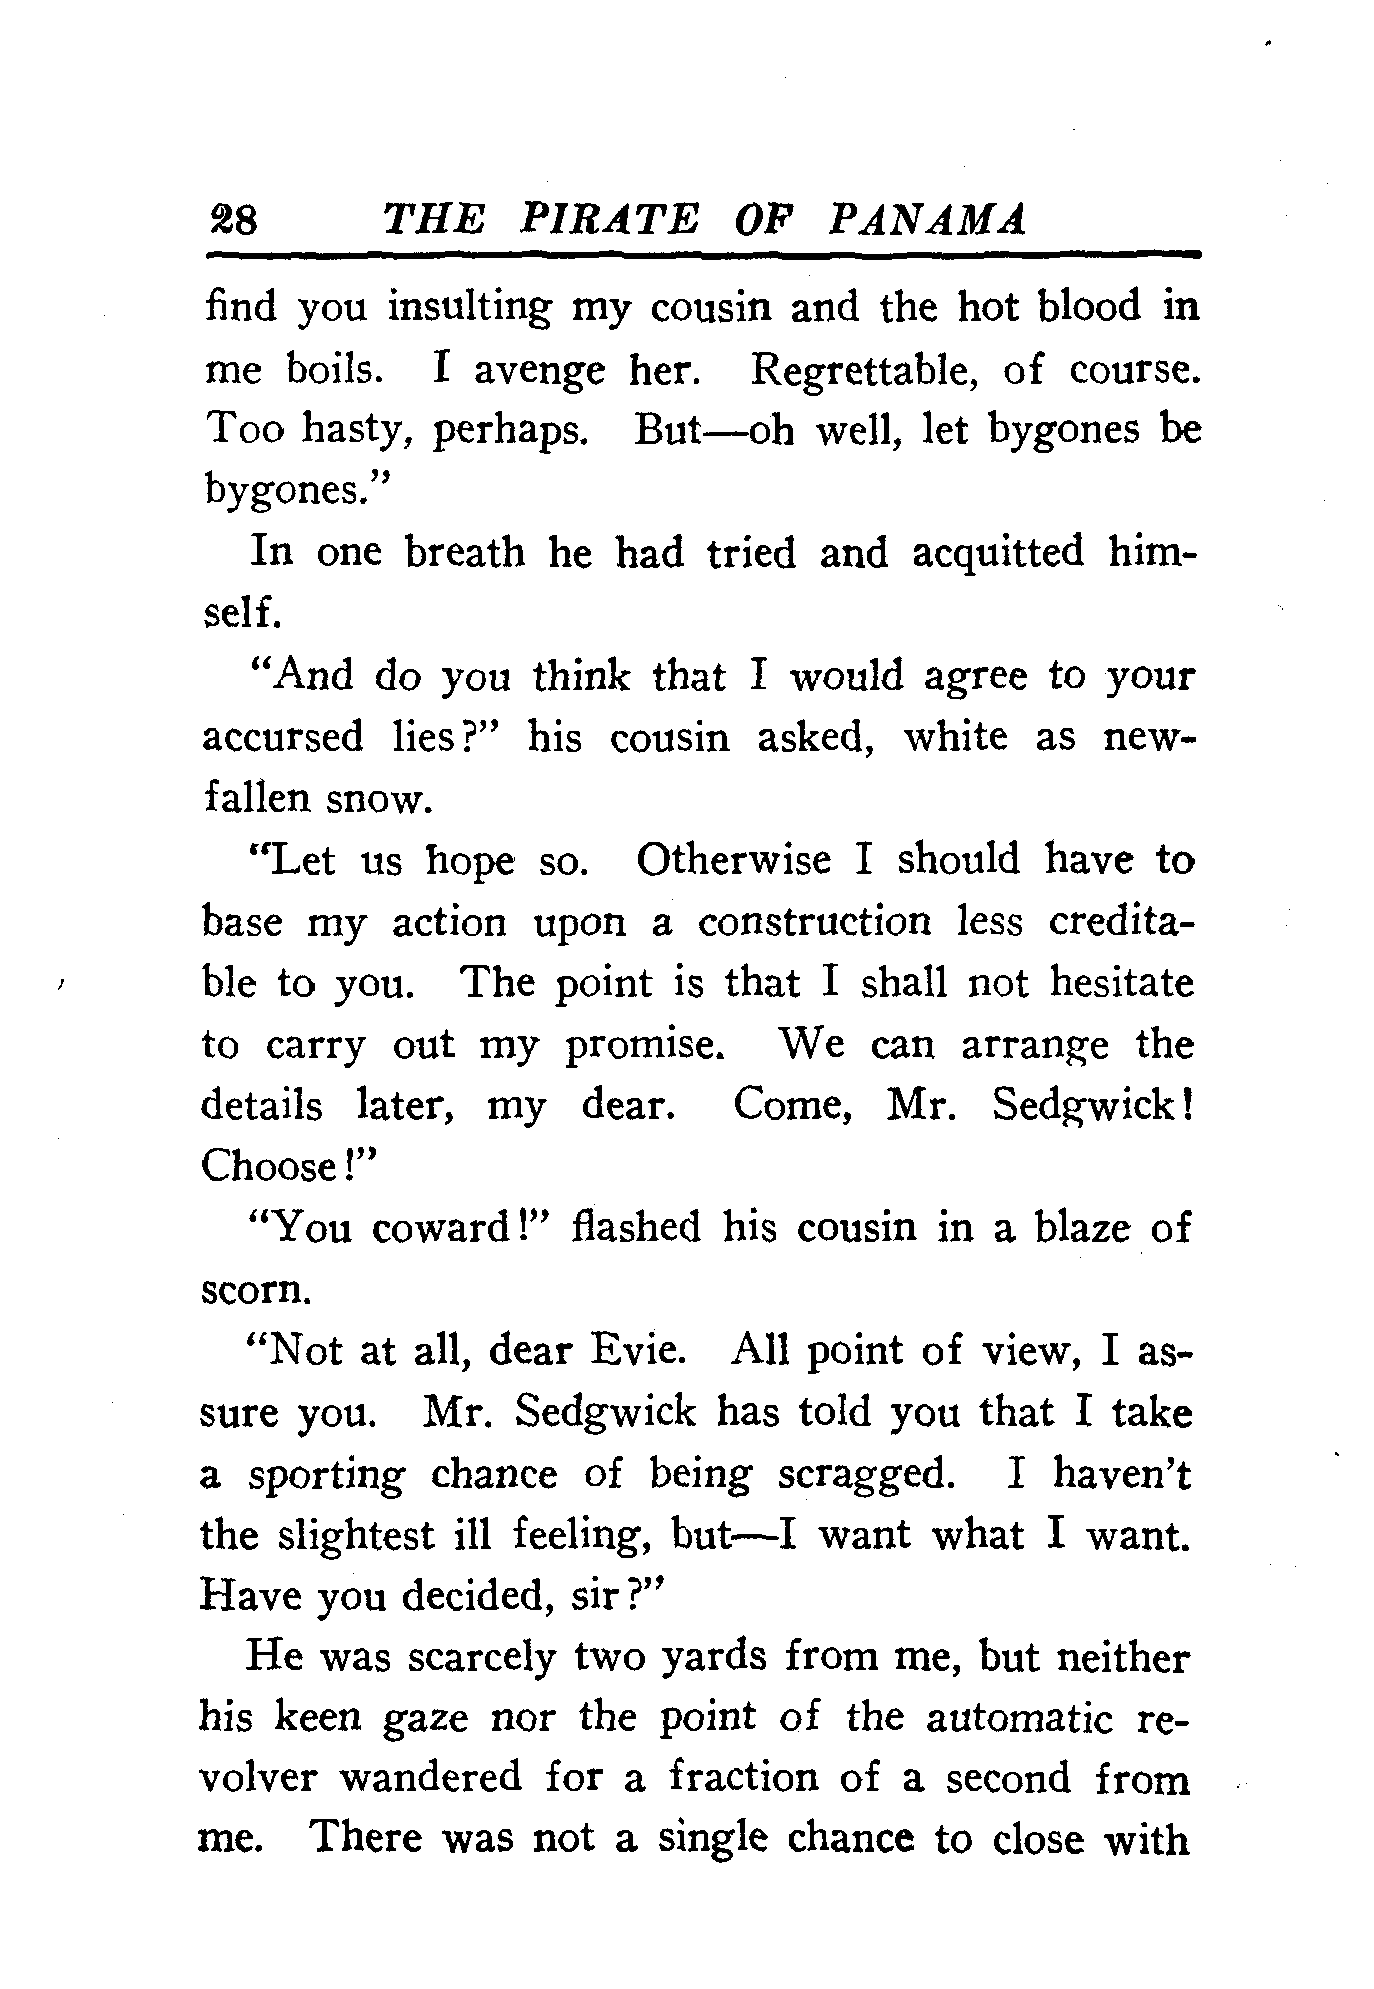 28 THE PIRATE OF PANAMA
find you insulting my cousin and the hot blood in
me boils. I avenge her. Regrettable, of course.
Too hasty, perhaps. But—oh well, let bygones be
bygones.”
In one breath he had tried and acquitted him-
self.
“And do you think that I would agree to your
accursed lies?” his cousin asked, white as new-
fallen snow.
“Let us hope so. Otherwise I should have to
base my action upon a construction less credita-
ble to you. The point is that I shall not hesitate
to carry out my promise. We can arrange the
details later, my dear. Come, Mr. Sedgwick!
Choose!”
“You coward!” flashed his cousin in a blaze of
scorn.
“Not at all, dear Evie. All point of view, I as-
sure you. Mr. Sedgwick has told you that I take
a sporting chance of being scragged. I haven’t
the slightest ill feeling, but—I want what I want.
Have you decided, sir?”
He was scarcely two yards from me, but neither
his keen gaze nor the point of the automatic re-
volver wandered for a fraction of a second from
me. There was not a single chance to close with